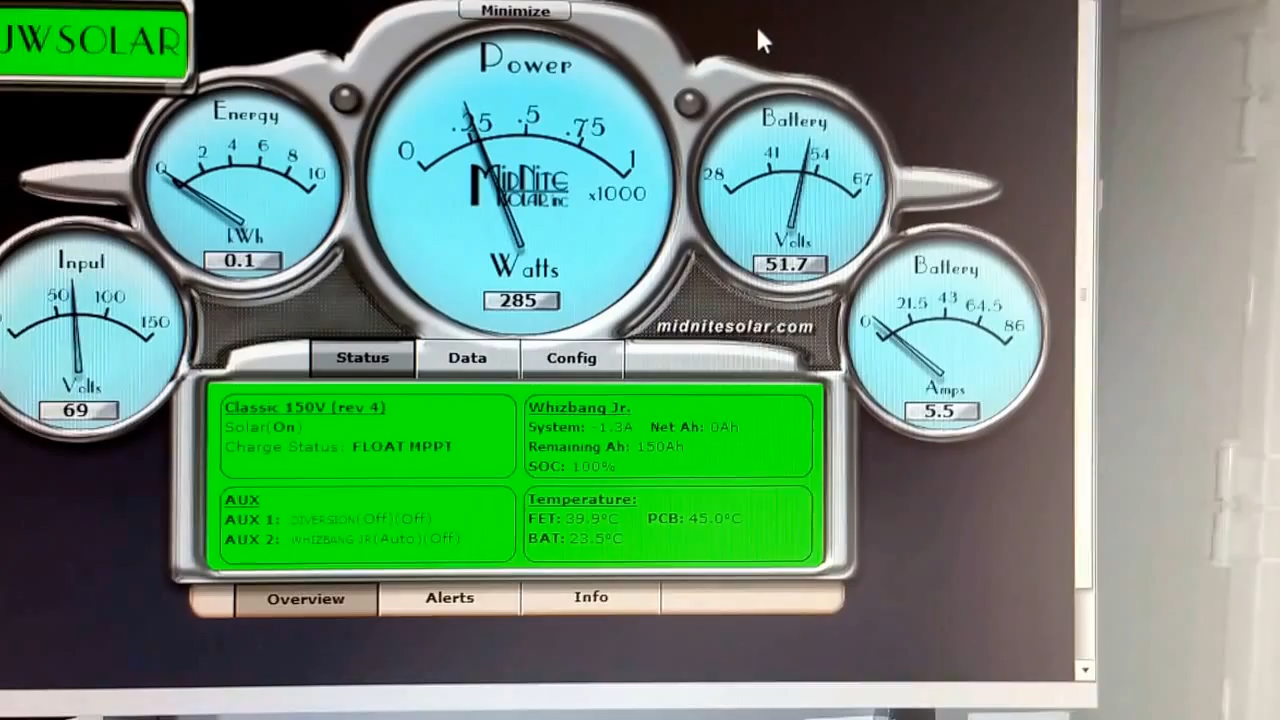 Minimize
JWSOLAR
Power
0 .25 .5 .75 1
x1000
MidNite
SOLAR inc
Watts
285
Energy
0 2 4 6 8 10
kWh
0.1
Battery
28 41 54 67
Volts
51.7
Input
50 100 150
Volts
69
Battery
0 21.5 43 64.5 86
Amps
5.5
midnitesolar.com
Status Data Config
Classic 150V (rev 4)
Solar(On)
Charge Status: FLOAT MPPT
Whizbang Jr.
System: -1.3A Net Ah: 0Ah
Remaining Ah: 150Ah
SOC: 100%
AUX
AUX 1: DIVERSION(Off)(Off)
AUX 2: WHIZBANG JR(Auto)(Off)
Temperature:
FET: 39.9°C PCB: 45.0°C
BAT: 23.5°C
Overview Alerts Info